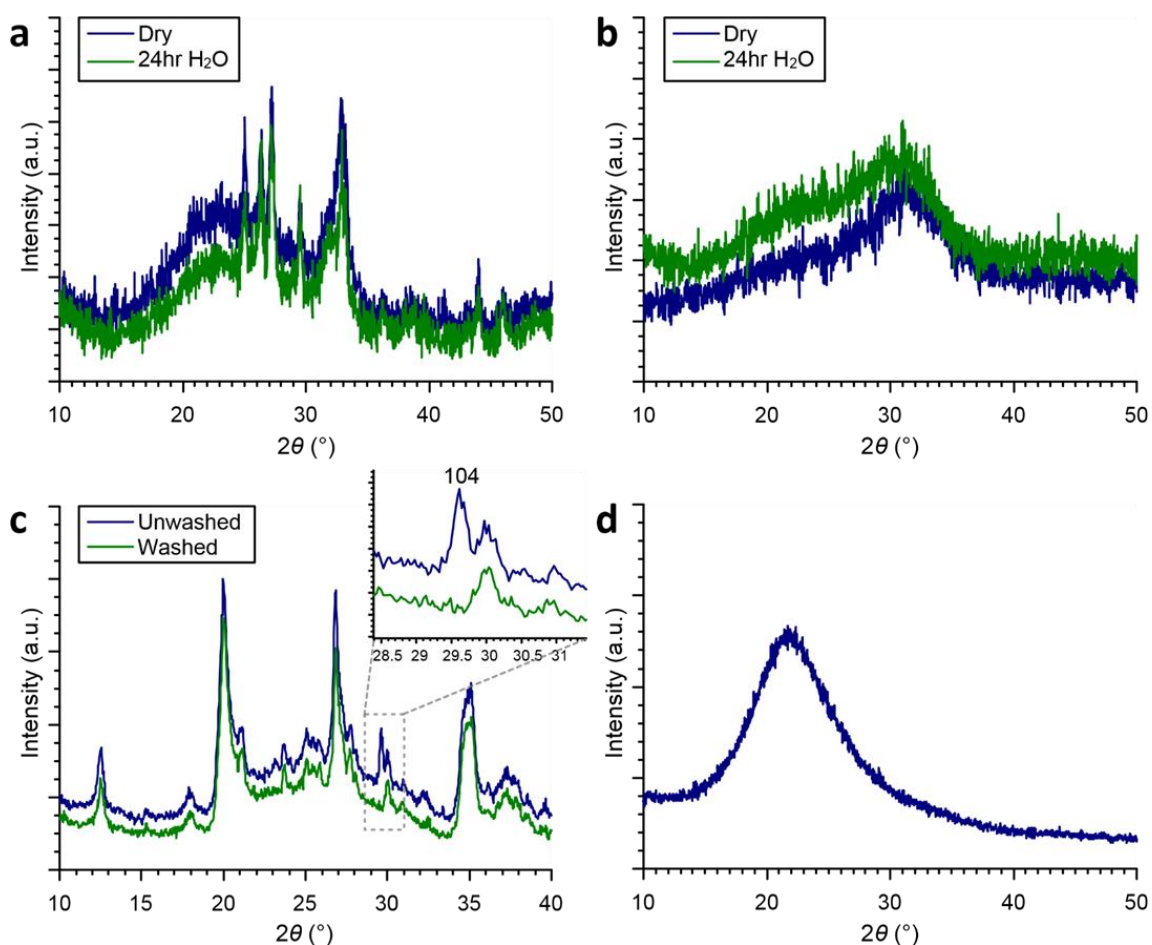 a
Dry
24hr H₂O
Intensity (a.u.)
10 20 30 40 50
2θ (°)
b
Dry
24hr H₂O
Intensity (a.u.)
10 20 30 40 50
2θ (°)
c
Unwashed
Washed
104
28.5 29 29.5 30 30.5 31
Intensity (a.u.)
10 15 20 25 30 35 40
2θ (°)
d
Intensity (a.u.)
10 20 30 40 50
2θ (°)